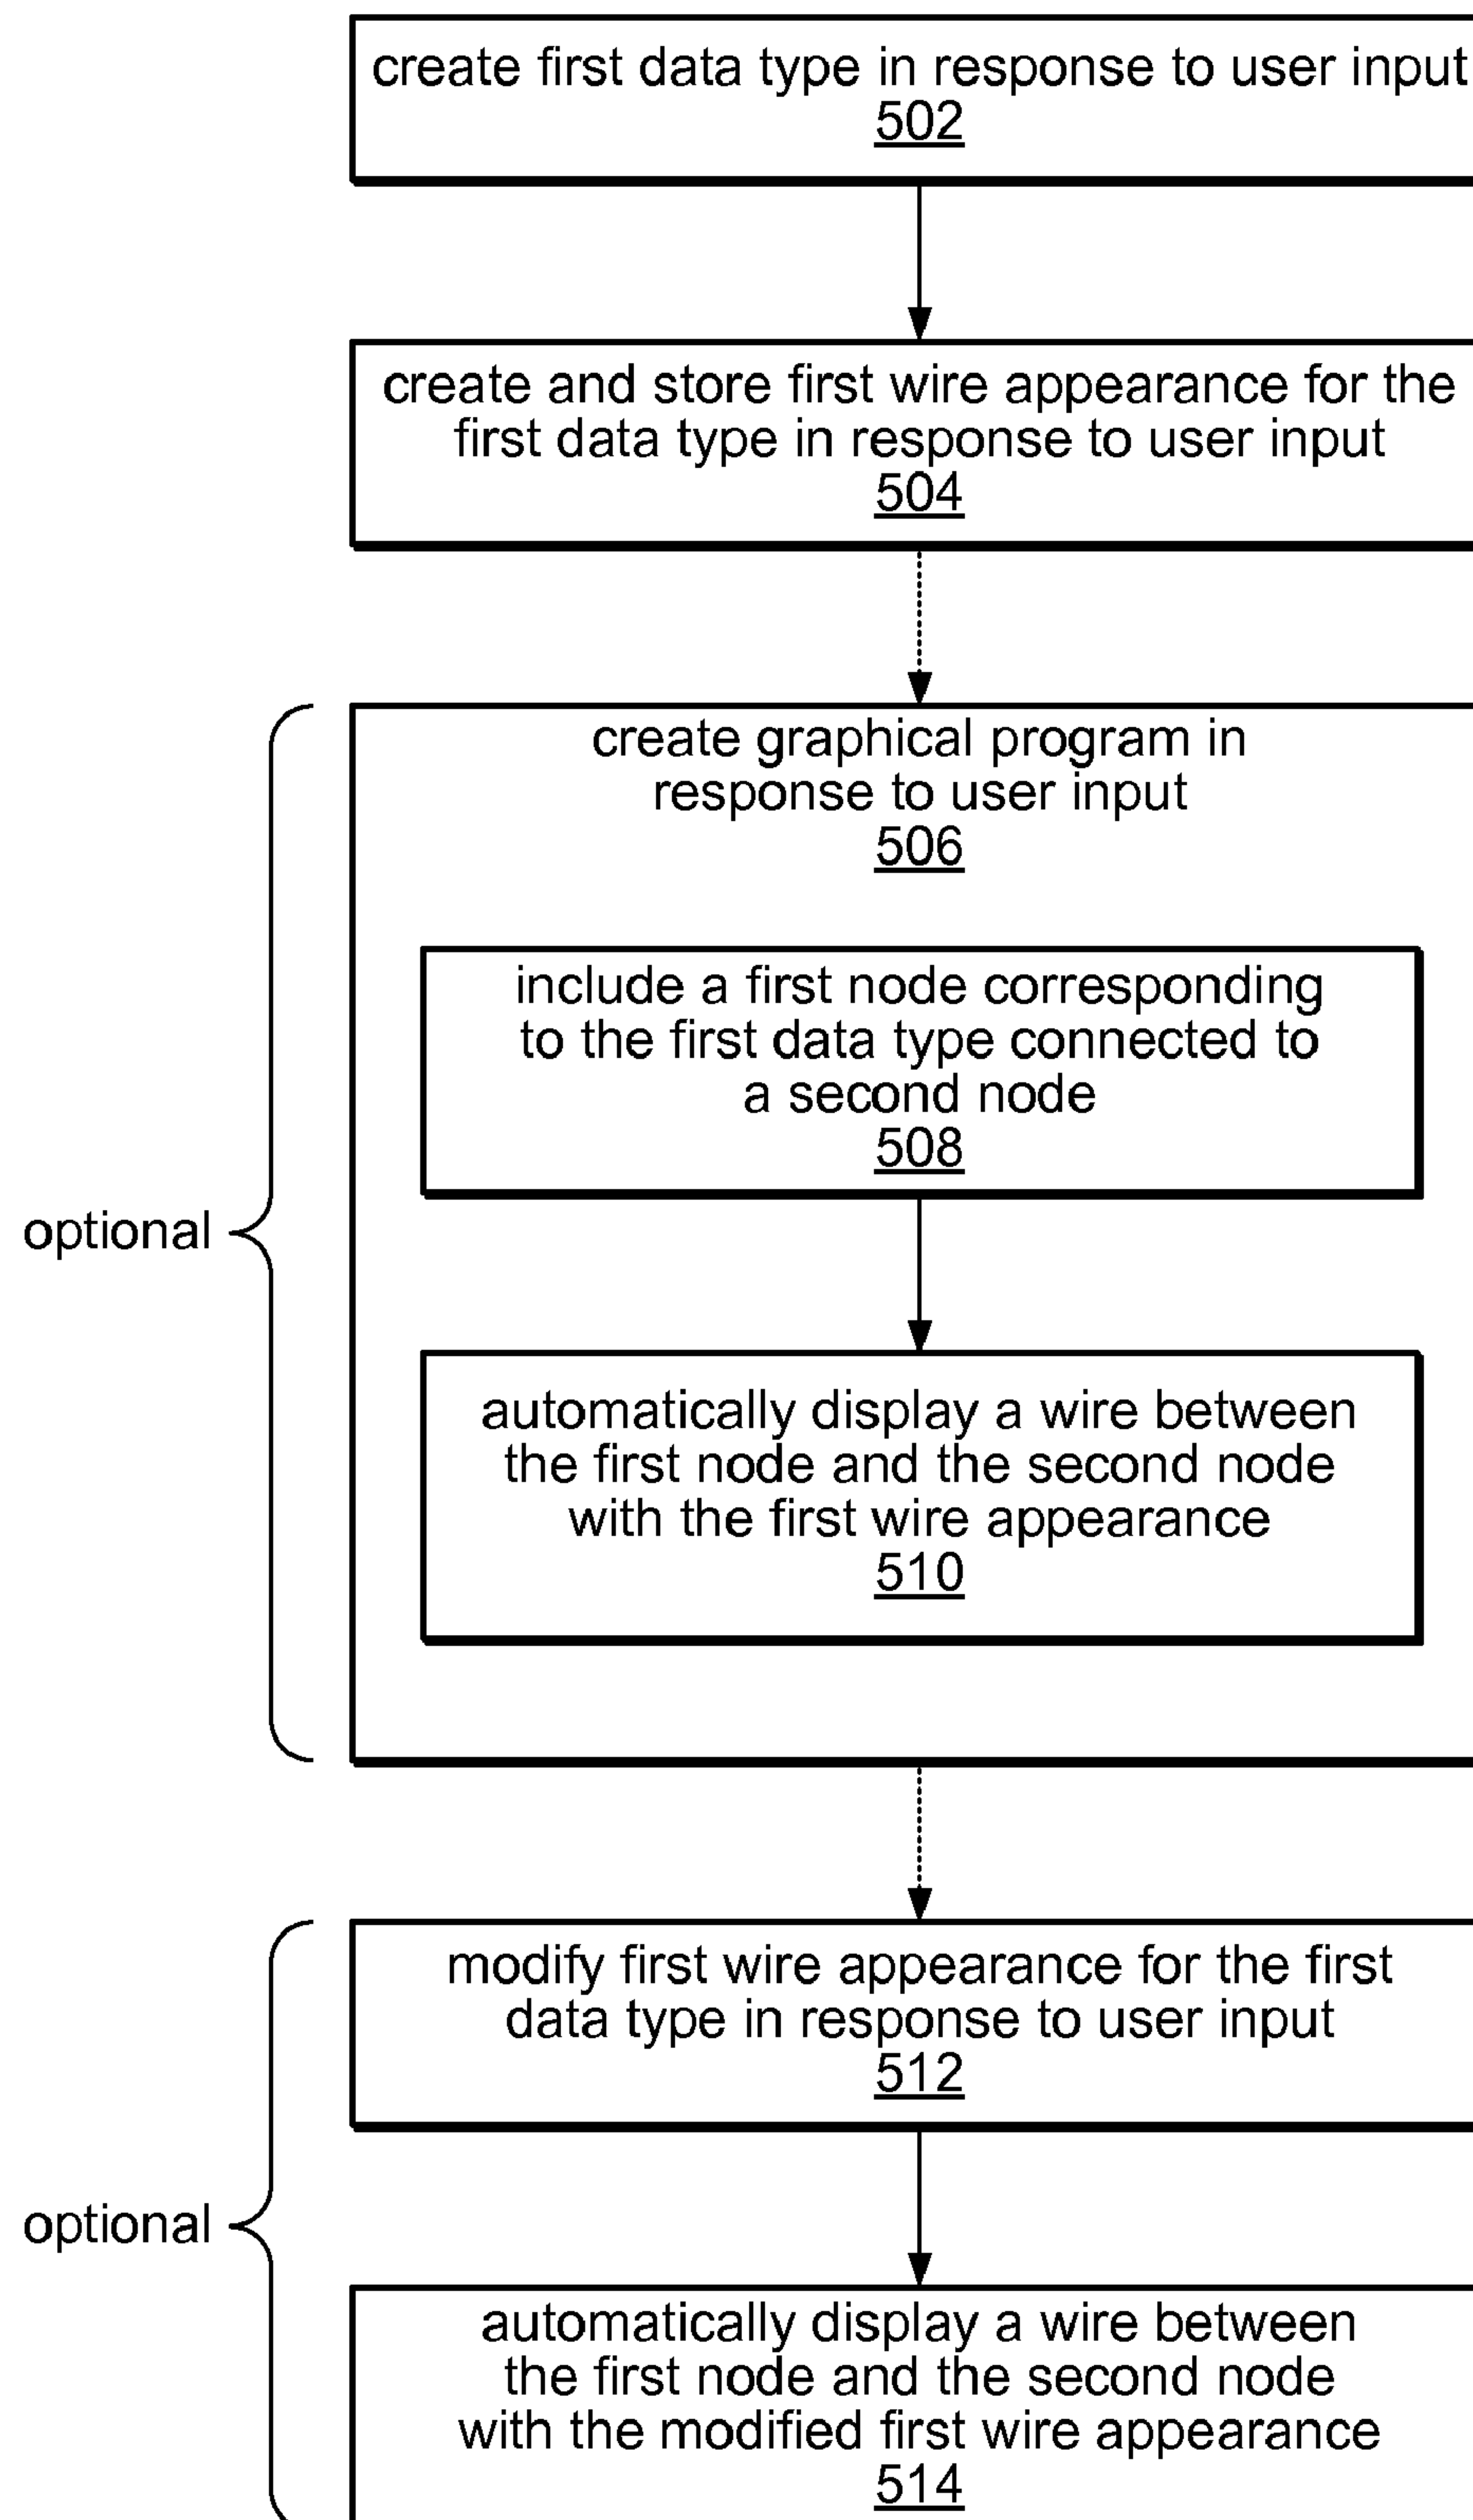 create first data type in response to user input
502
create and store first wire appearance for the
first data type in response to user input
504
create graphical program in
response to user input
506
include a first node corresponding
to the first data type connected to
a second node
508
optional
automatically display a wire between
the first node and the second node
with the first wire appearance
510
modify first wire appearance for the first
data type in response to user input
512
optional
automatically display a wire between
the first node and the second node
with the modified first wire appearance
514